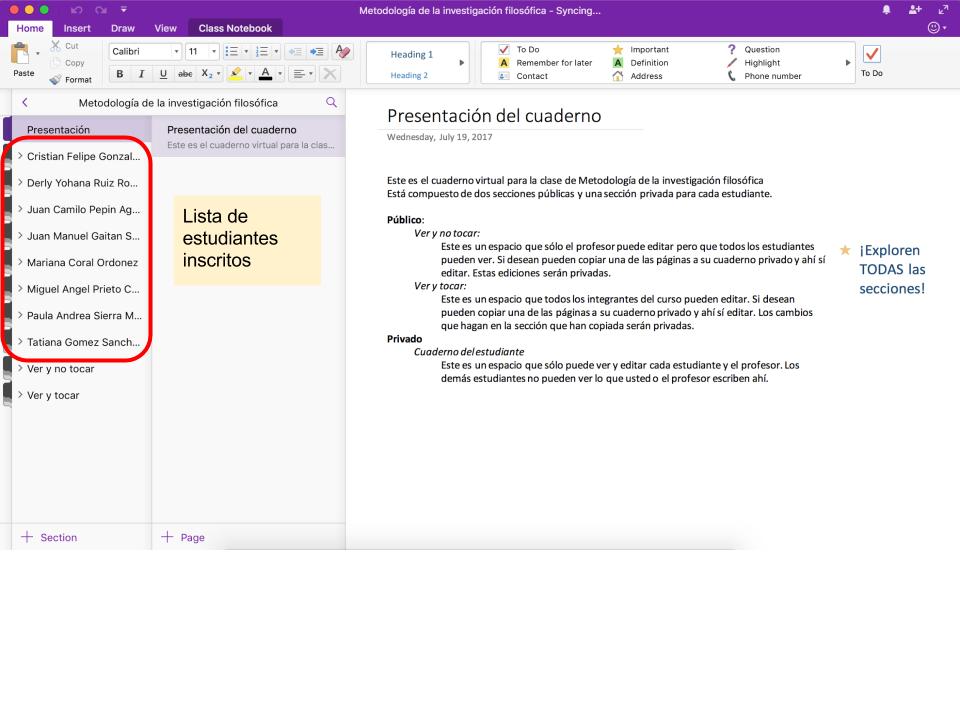 Metodología de la investigación filosófica - Syncing...
Home Insert Draw View Class Notebook
Paste
Cut
Copy
Format
Calibri 11
B I U abc X₂ A
Heading 1
Heading 2
To Do
Remember for later
Contact
Important
Definition
Address
Question
Highlight
Phone number
To Do
Metodología de la investigación filosófica
Presentación
Cristian Felipe Gonzal...
Derly Yohana Ruiz Ro...
Juan Camilo Pepin Ag...
Juan Manuel Gaitan S...
Mariana Coral Ordonez
Miguel Angel Prieto C...
Paula Andrea Sierra M...
Tatiana Gomez Sanch...
Ver y no tocar
Ver y tocar
+ Section
Presentación del cuaderno
Este es el cuaderno virtual para la clas...
Lista de
estudiantes
inscritos
+ Page
Presentación del cuaderno
Wednesday, July 19, 2017
Este es el cuaderno virtual para la clase de Metodología de la investigación filosófica
Está compuesto de dos secciones públicas y una sección privada para cada estudiante.
Público:
Ver y no tocar:
Este es un espacio que sólo el profesor puede editar pero que todos los estudiantes
pueden ver. Si desean pueden copiar una de las páginas a su cuaderno privado y ahí sí
editar. Estas ediciones serán privadas.
Ver y tocar:
Este es un espacio que todos los integrantes del curso pueden editar. Si desean
pueden copiar una de las páginas a su cuaderno privado y ahí sí editar. Los cambios
que hagan en la sección que han copiada serán privadas.
Privado
Cuaderno del estudiante
Este es un espacio que sólo puede ver y editar cada estudiante y el profesor. Los
demás estudiantes no pueden ver lo que usted o el profesor escriben ahí.
¡Exploren
TODAS las
secciones!